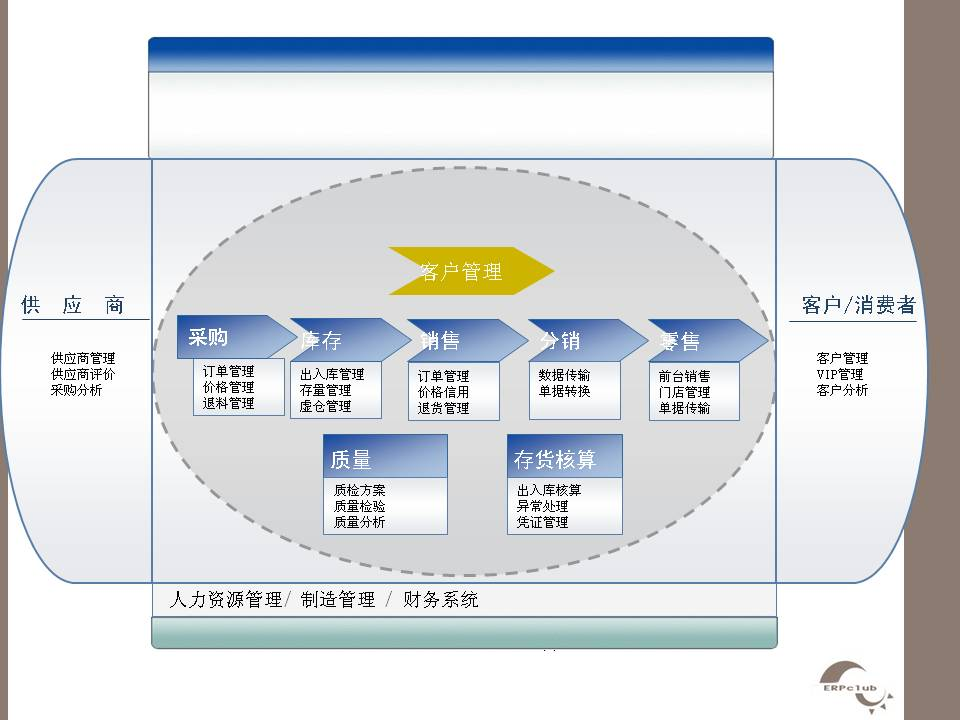 客户管理
供 应 商
客户/消费者
供应商管理
供应商评价
采购分析
采购
订单管理
价格管理
退料管理
库存
出入库管理
存量管理
虚仓管理
销售
订单管理
价格信用
退货管理
分销
数据传输
单据转换
零售
前台销售
门店管理
单据传输
客户管理
VIP管理
客户分析
质量
质检方案
质量检验
质量分析
存货核算
出入库核算
异常处理
凭证管理
人力资源管理/ 制造管理 / 财务系统
ERPclub